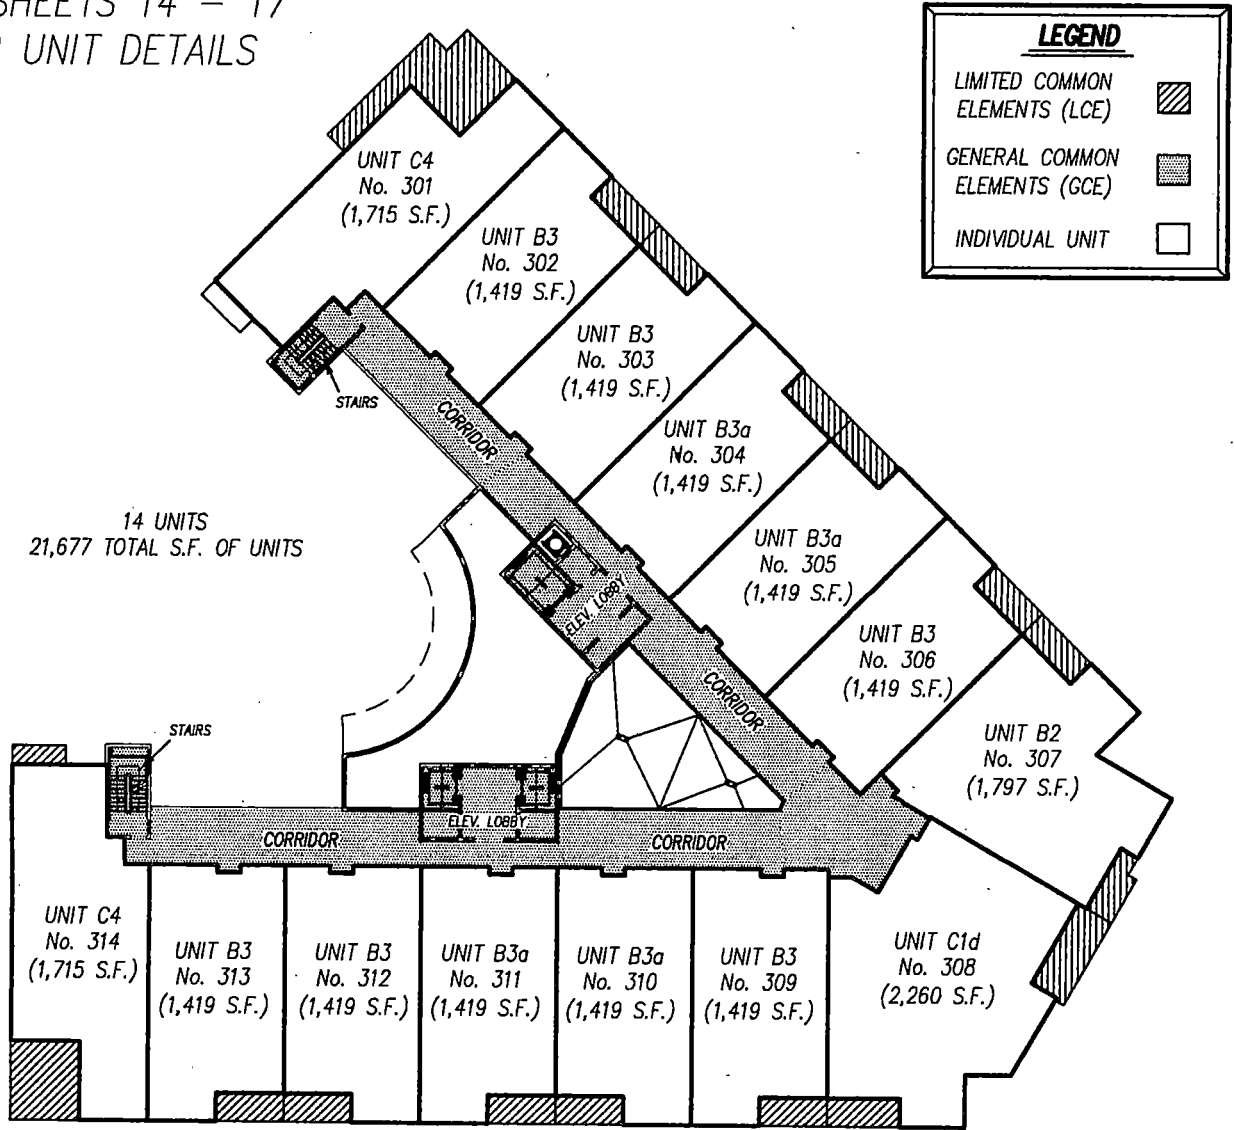 SHEETS 14 - 17
UNIT DETAILS
LEGEND
LIMITED COMMON
ELEMENTS (LCE)
GENERAL COMMON
ELEMENTS (GCE)
INDIVIDUAL UNIT
UNIT C4
No. 301
(1,715 S.F.)
UNIT B3
No. 302
(1,419 S.F.)
UNIT B3
No. 303
(1,419 S.F.)
UNIT B3a
No. 304
(1,419 S.F.)
UNIT B3a
No. 305
(1,419 S.F.)
UNIT B3
No. 306
(1,419 S.F.)
UNIT B2
No. 307
(1,797 S.F.)
STAIRS
CORRIDOR
ELEV. LOBBY
CORRIDOR
14 UNITS
21,677 TOTAL S.F. OF UNITS
STAIRS
CORRIDOR
ELEV. LOBBY
CORRIDOR
UNIT C4
No. 314
(1,715 S.F.)
UNIT B3
No. 313
(1,419 S.F.)
UNIT B3
No. 312
(1,419 S.F.)
UNIT B3a
No. 311
(1,419 S.F.)
UNIT B3a
No. 310
(1,419 S.F.)
UNIT B3
No. 309
(1,419 S.F.)
UNIT C1d
No. 308
(2,260 S.F.)